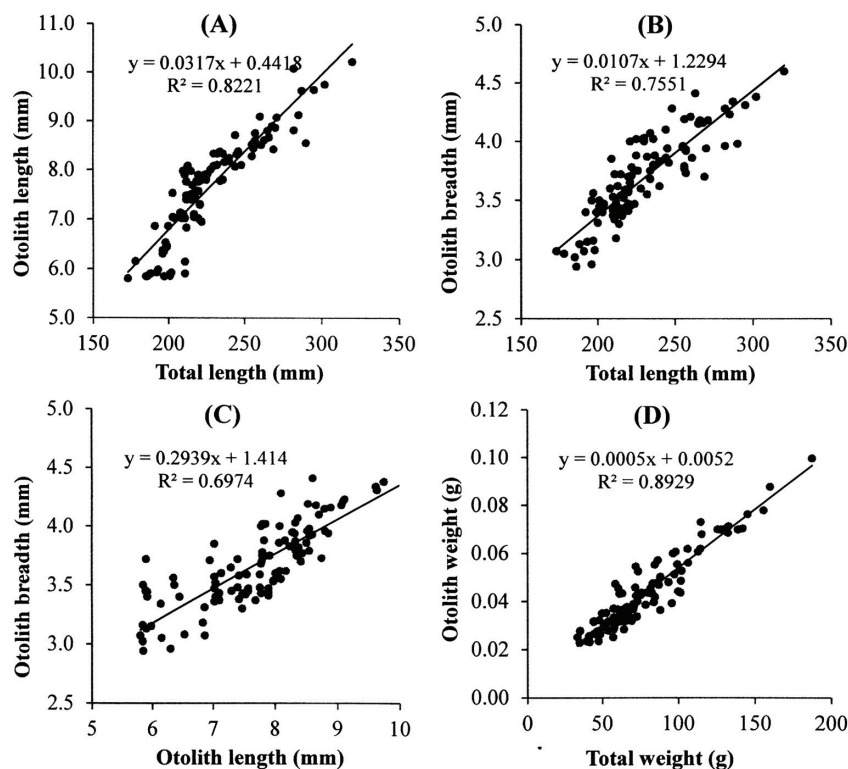 (A)
y = 0.0317x + 0.4418
R² = 0.8221
11.0
10.0
9.0
8.0
7.0
6.0
5.0
150 200 250 300 350
Otolith length (mm)
Total length (mm)
(B)
y = 0.0107x + 1.2294
R² = 0.7551
5.0
4.5
4.0
3.5
3.0
2.5
150 200 250 300 350
Otolith breadth (mm)
Total length (mm)
(C)
y = 0.2939x + 1.414
R² = 0.6974
5.0
4.5
4.0
3.5
3.0
2.5
5 6 7 8 9 10
Otolith breadth (mm)
Otolith length (mm)
(D)
y = 0.0005x + 0.0052
R² = 0.8929
0.12
0.10
0.08
0.06
0.04
0.02
0.00
0 50 100 150 200
Otolith weight (g)
Total weight (g)